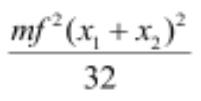 mf²(x₁ + x₂)²
32